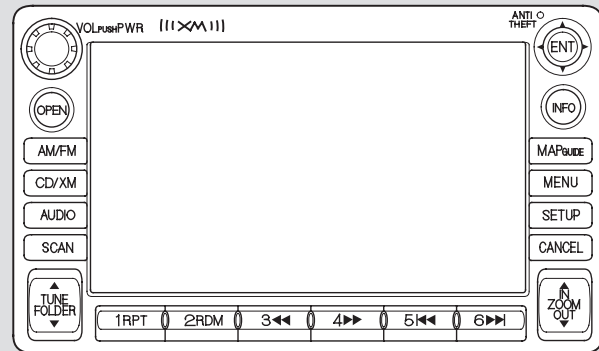 VOL PUSH PWR
XM
ANTI
THEFT
ENT
OPEN
INFO
AM/FM
MAP GUIDE
CD/XM
MENU
AUDIO
SETUP
SCAN
CANCEL
TUNE
FOLDER
IN
ZOOM
OUT
1RPT
2RDM
3◀◀
4▶▶
5|◀◀
6▶▶|